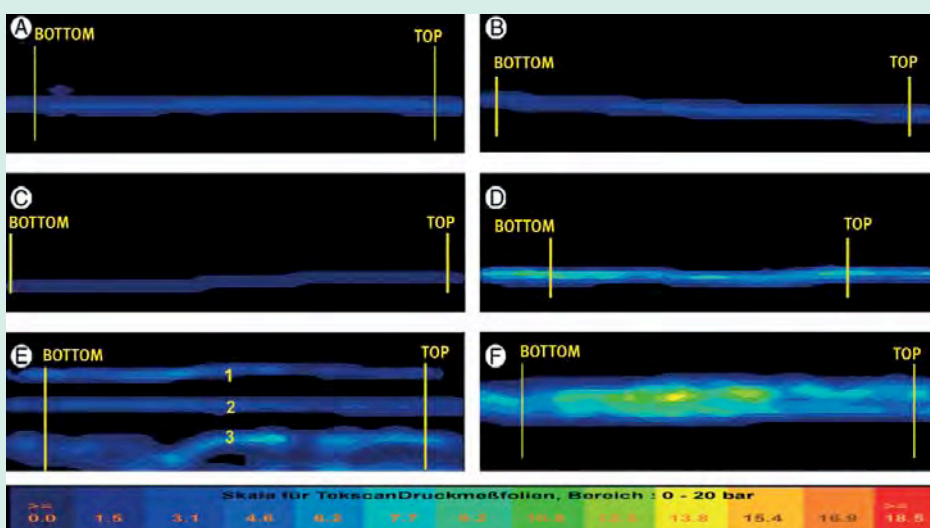 A BOTTOM TOP
B BOTTOM TOP
C BOTTOM TOP
D BOTTOM TOP
E BOTTOM TOP
1
2
3
F BOTTOM TOP
Skala für TekscanDruckmeßfolien, Bereich : 0 - 20 bar
>= >=
0.0 1.5 3.1 4.6 6.2 7.7 13.8 15.4 16.9 18.5